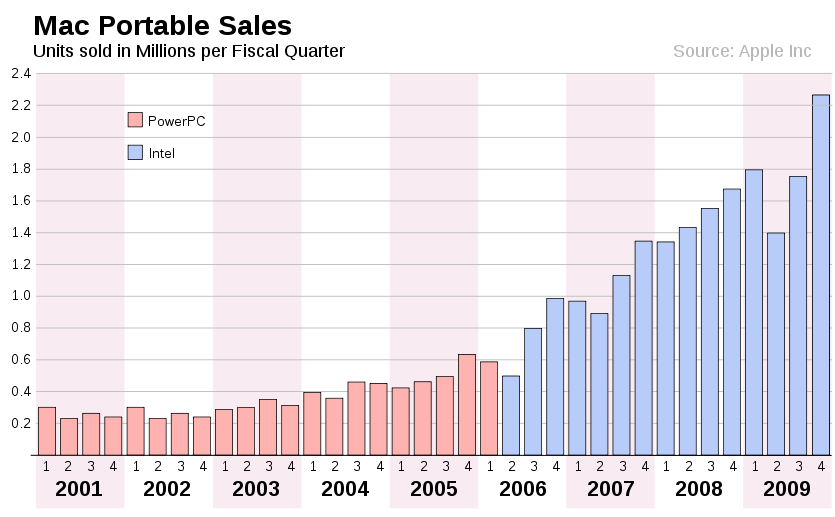 Mac Portable Sales
Units sold in Millions per Fiscal Quarter
Source: Apple Inc
2.4
2.2
2.0
1.8
1.6
1.4
1.2
1.0
0.8
0.6
0.4
0.2
PowerPC
Intel
1 2 3 4 1 2 3 4 1 2 3 4 1 2 3 4 1 2 3 4 1 2 3 4 1 2 3 4 1 2 3 4 1 2 3 4
2001 2002 2003 2004 2005 2006 2007 2008 2009